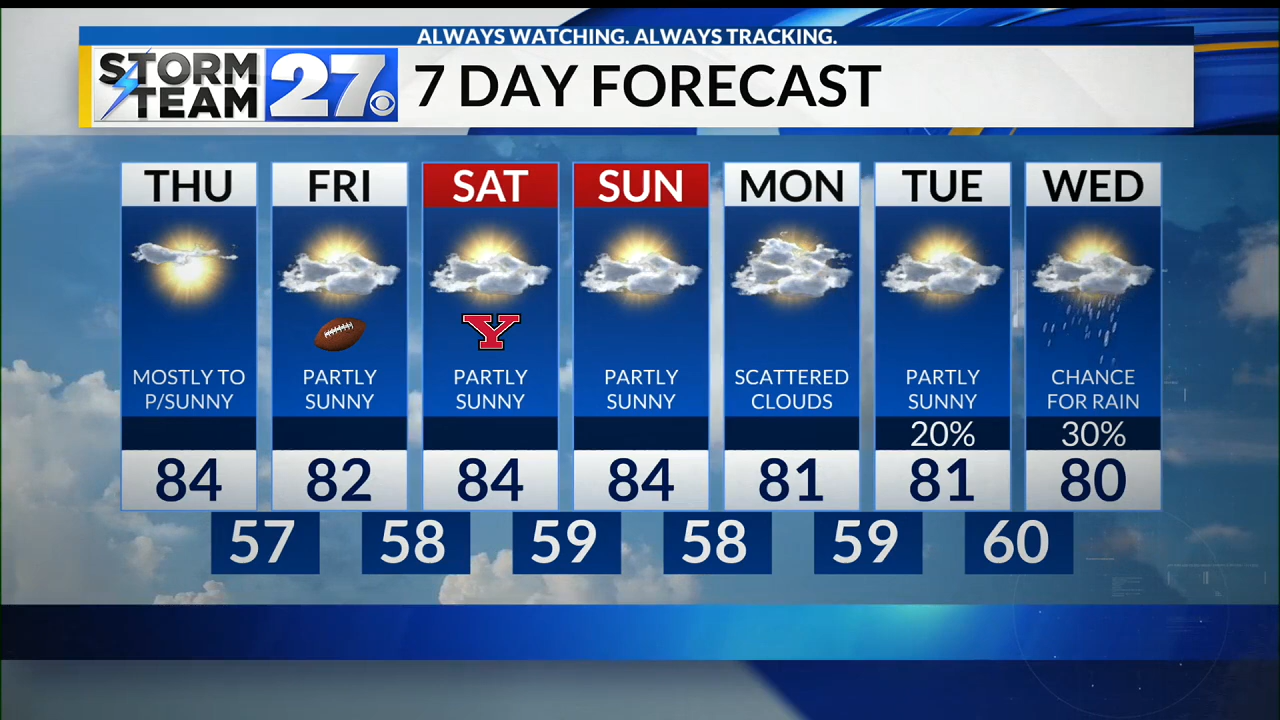 ALWAYS WATCHING. ALWAYS TRACKING.
STORM
TEAM
27
7 DAY FORECAST
THU
FRI
SAT
SUN
MON
TUE
WED
Y
MOSTLY TO
P/SUNNY
PARTLY
SUNNY
PARTLY
SUNNY
PARTLY
SUNNY
SCATTERED
CLOUDS
PARTLY
SUNNY
CHANCE
FOR RAIN
20%
30%
84
82
84
84
81
81
80
57
58
59
58
59
60